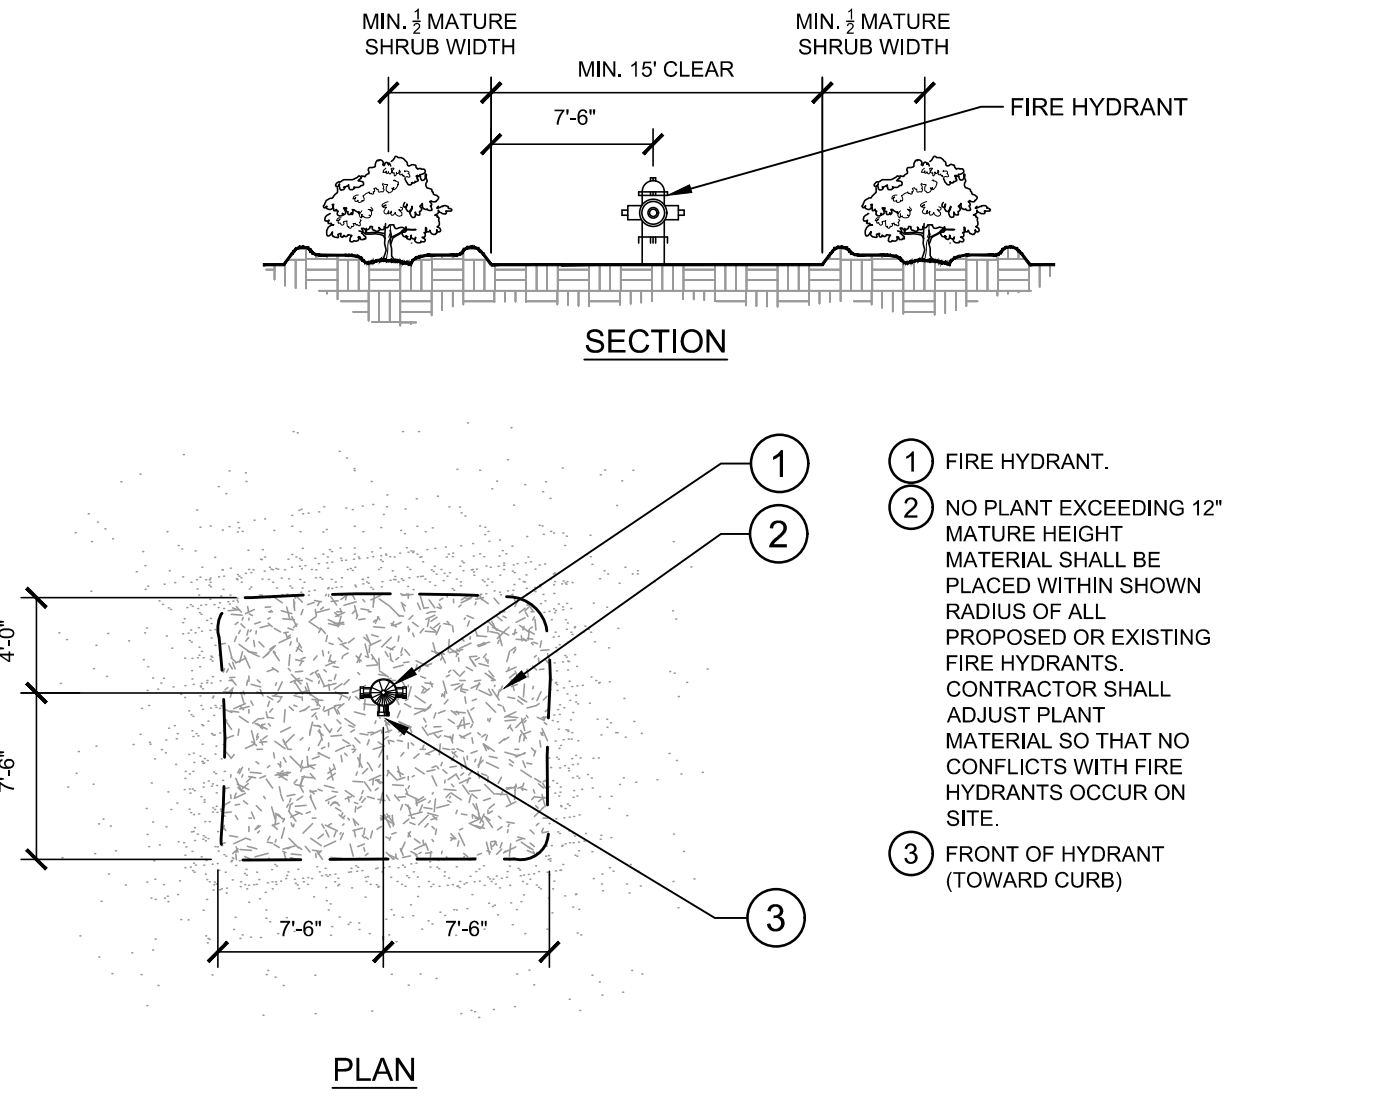 MIN. 1/2 MATURE
SHRUB WIDTH
MIN. 1/2 MATURE
SHRUB WIDTH
MIN. 15' CLEAR
7'-6"
FIRE HYDRANT
SECTION
1
2
3
4'-0"
7'-6"
7'-6"
7'-6"
PLAN
1 FIRE HYDRANT.
2 NO PLANT EXCEEDING 12"
MATURE HEIGHT
MATERIAL SHALL BE
PLACED WITHIN SHOWN
RADIUS OF ALL
PROPOSED OR EXISTING
FIRE HYDRANTS.
CONTRACTOR SHALL
ADJUST PLANT
MATERIAL SO THAT NO
CONFLICTS WITH FIRE
HYDRANTS OCCUR ON
SITE.
3 FRONT OF HYDRANT
(TOWARD CURB)